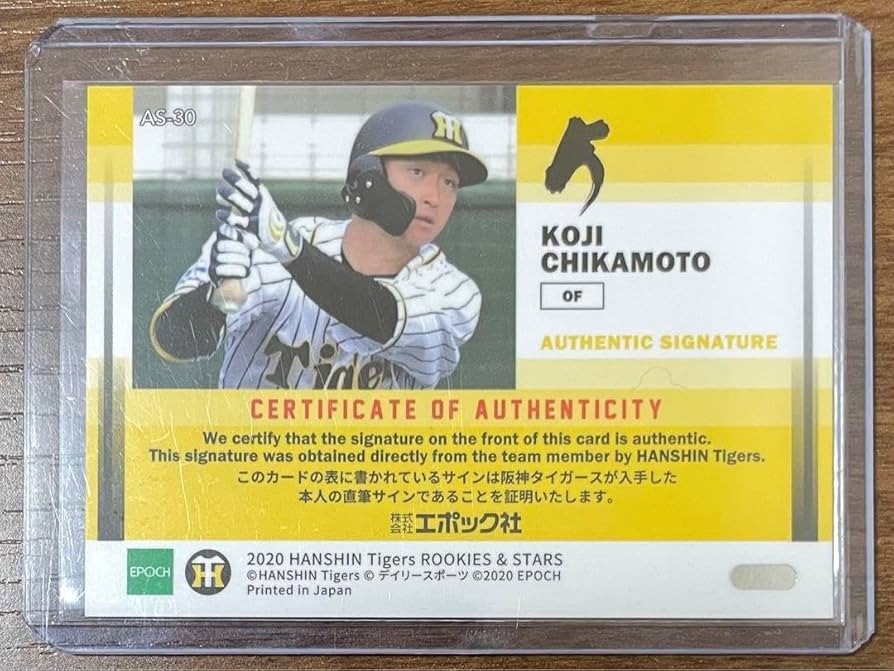 AS-30
Tige
KOJI
CHIKAMOTO
OF
AUTHENTIC SIGNATURE
CERTIFICATE OF AUTHENTICITY
We certify that the signature on the front of this card is authentic.
This signature was obtained directly from the team member by HANSHIN Tigers.
このカードの表に書かれているサインは阪神タイガースが入手した
本人の直筆サインであることを証明いたします。
株式会社エポック社
EPOCH
2020 HANSHIN Tigers ROOKIES & STARS
©HANSHIN Tigers © デイリースポーツ ©2020 EPOCH
Printed in Japan